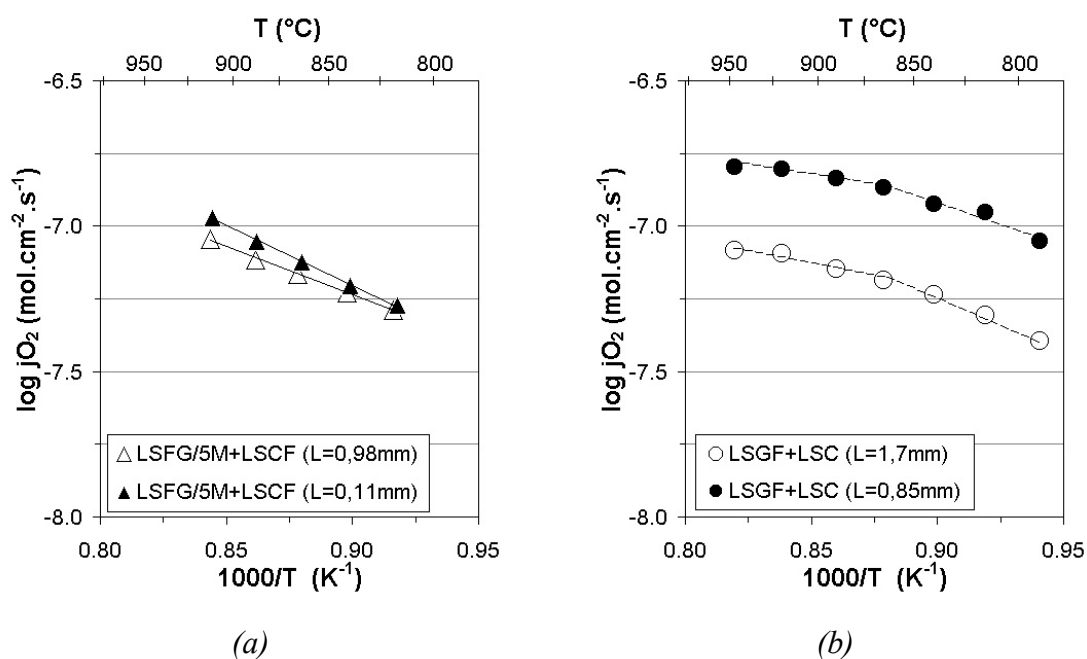 T (°C)
950 900 850 800
-6.5
-7.0
-7.5
-8.0
log jO₂ (mol.cm⁻².s⁻¹)
LSFG/5M+LSCF (L=0,98mm)
LSFG/5M+LSCF (L=0,11mm)
0.80 0.85 0.90 0.95
1000/T (K⁻¹)
(a)
T (°C)
950 900 850 800
-6.5
-7.0
-7.5
-8.0
log jO₂ (mol.cm⁻².s⁻¹)
LSGF+LSC (L=1,7mm)
LSGF+LSC (L=0,85mm)
0.80 0.85 0.90 0.95
1000/T (K⁻¹)
(b)